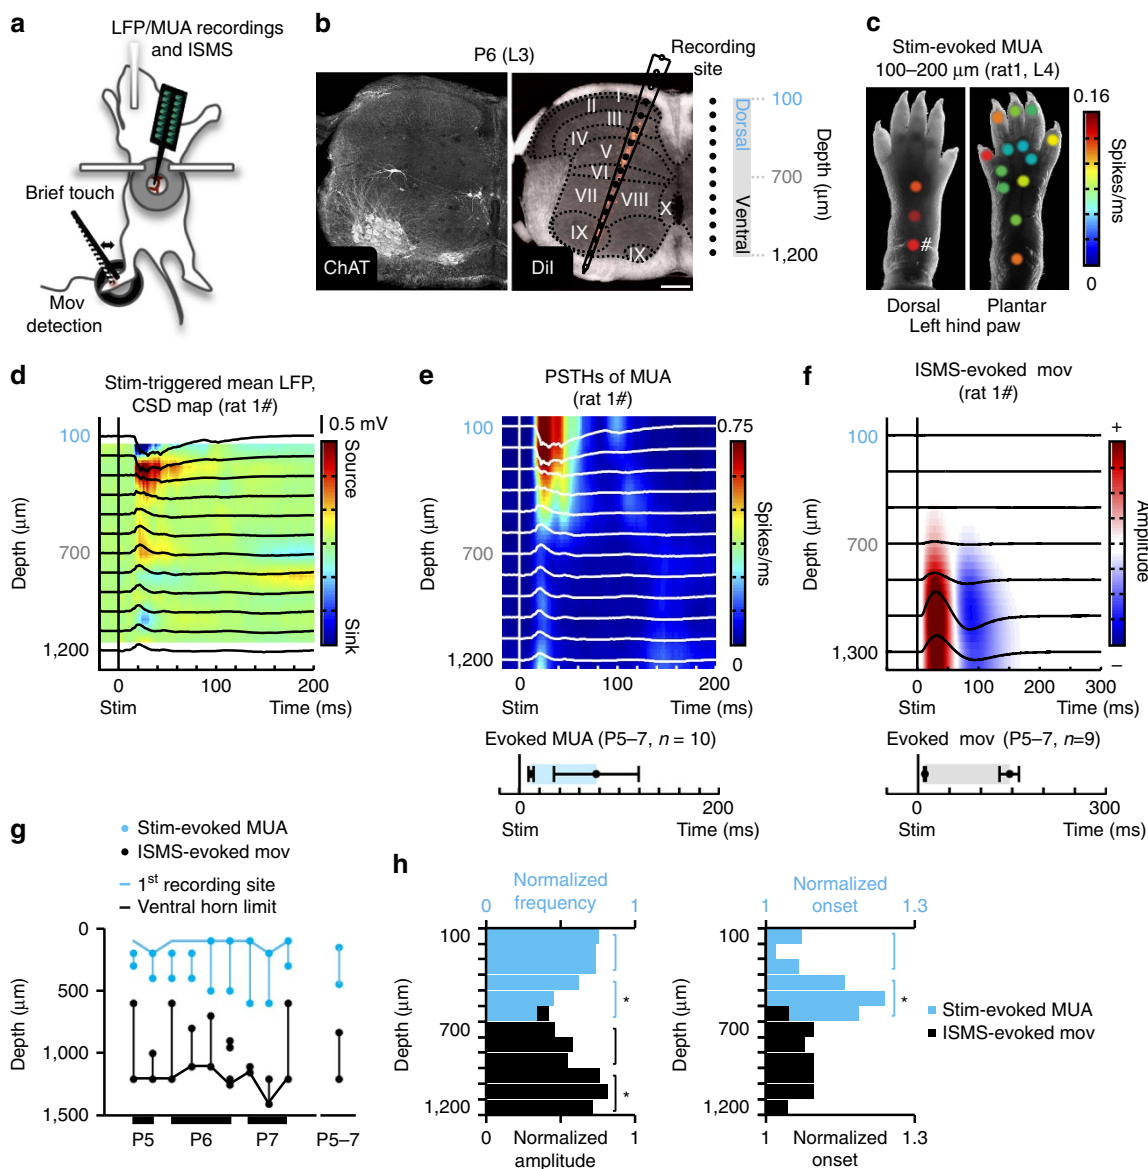 a
LFP/MUA recordings
and ISMS
Brief touch
Mov
detection
b
P6 (L3)
Recording
site
ChAT
DiI
I
II
III
IV
V
VI
VII
VIII
X
IX
IX
100
Dorsal
700
Ventral
1,200
Depth (μm)
c
Stim-evoked MUA
100–200 μm (rat1, L4)
#
0.16
Spikes/ms
0
Dorsal
Plantar
Left hind paw
d
Stim-triggered mean LFP,
CSD map (rat 1#)
0.5 mV
100
700
1,200
Depth (μm)
Source
Sink
0
100
200
Stim
Time (ms)
e
PSTHs of MUA
(rat 1#)
0.75
100
700
1,200
Depth (μm)
Spikes/ms
0
0
100
200
Stim
Time (ms)
Evoked MUA (P5–7, n = 10)
0
200
Stim
Time (ms)
f
ISMS-evoked mov
(rat 1#)
+
100
700
1,300
Depth (μm)
Amplitude
–
0
100
200
300
Stim
Time (ms)
Evoked mov (P5–7, n=9)
0
300
Stim
Time (ms)
g
Stim-evoked MUA
ISMS-evoked mov
1st recording site
Ventral horn limit
0
500
1,000
1,500
Depth (μm)
P5
P6
P7
P5–7
h
Normalized
frequency
0
1
100
700
1,200
Depth (μm)
*
*
0
1
Normalized
amplitude
Normalized
onset
1
1.3
100
700
1,200
Depth (μm)
*
1
1.3
Normalized
onset
Stim-evoked MUA
ISMS-evoked mov